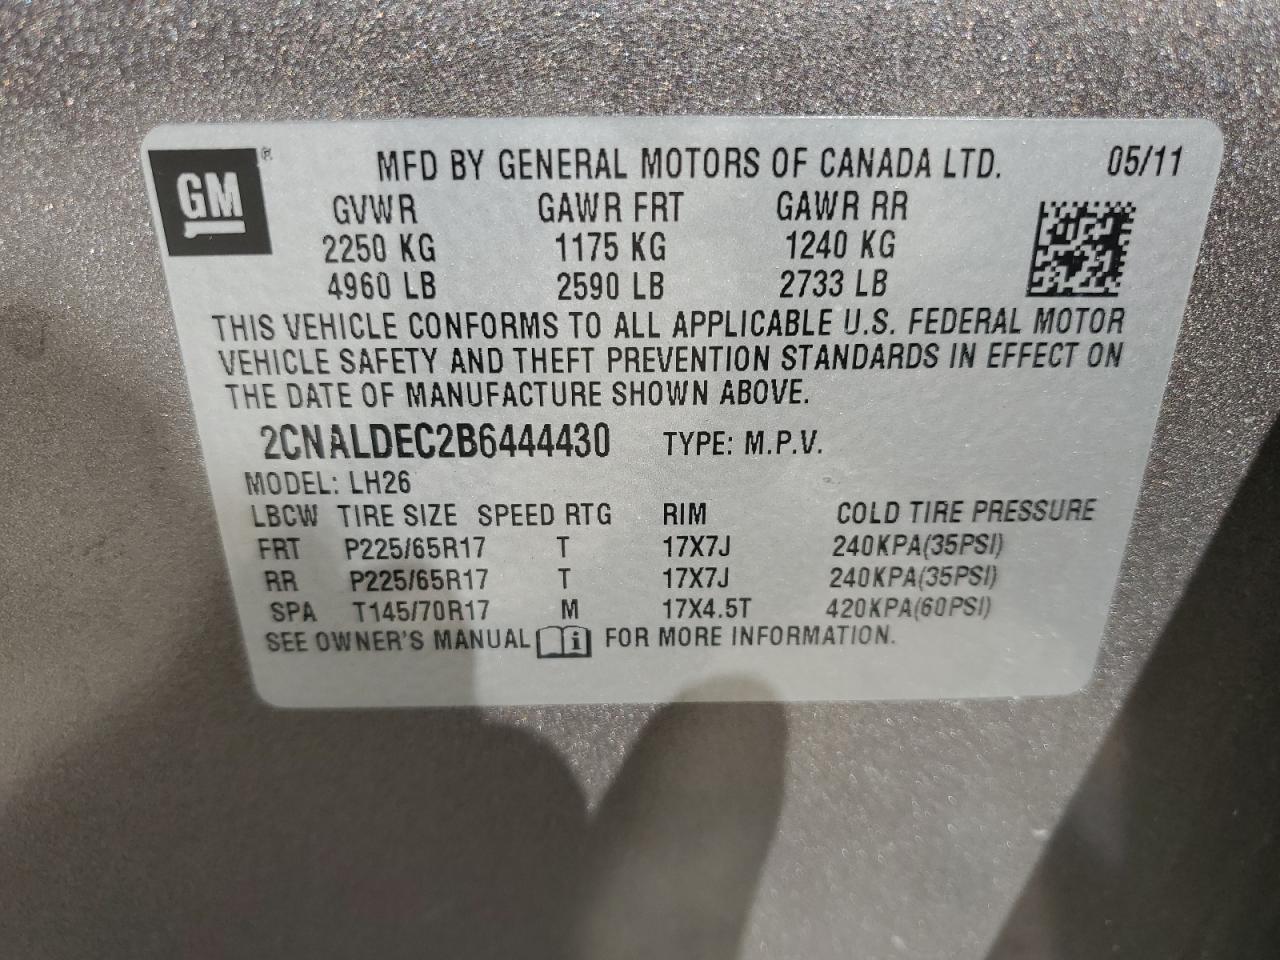 GM ® MFD BY GENERAL MOTORS OF CANADA LTD. 05/11
GVWR GAWR FRT GAWR RR
2250 KG 1175 KG 1240 KG
4960 LB 2590 LB 2733 LB
THIS VEHICLE CONFORMS TO ALL APPLICABLE U.S. FEDERAL MOTOR
VEHICLE SAFETY AND THEFT PREVENTION STANDARDS IN EFFECT ON
THE DATE OF MANUFACTURE SHOWN ABOVE.
2CNALDEC2B6444430 TYPE: M.P.V.
MODEL: LH26
LBCW TIRE SIZE SPEED RTG RIM COLD TIRE PRESSURE
FRT P225/65R17 T 17X7J 240KPA(35PSI)
RR P225/65R17 T 17X7J 240KPA(35PSI)
SPA T145/70R17 M 17X4.5T 420KPA(60PSI)
SEE OWNER'S MANUAL i FOR MORE INFORMATION.